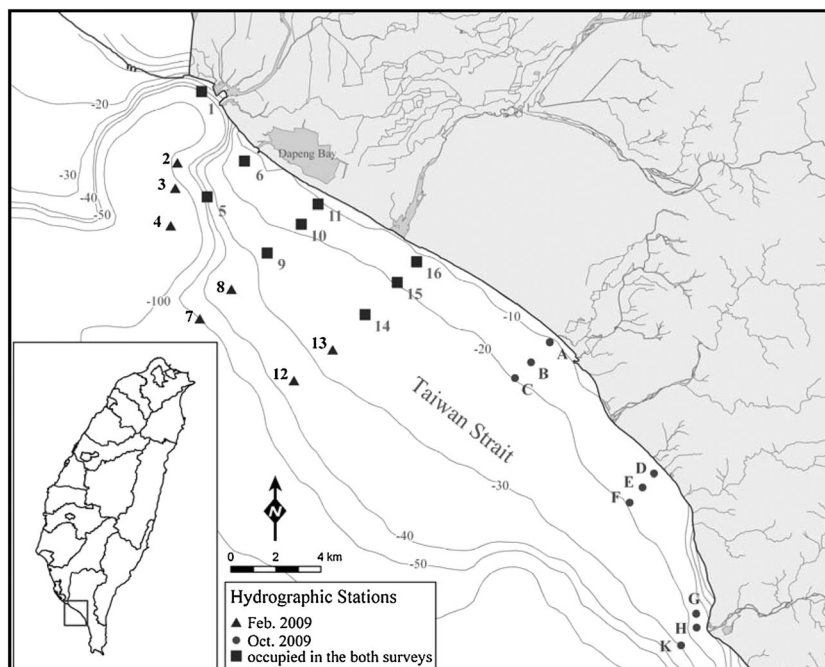 -20
1
Dapeng Bay
2
6
-30
3
-40
5
11
-50
4
10
9
16
15
-100
8
-10
7
14
13
A
B
-20
C
12
Taiwan Strait
D
E
-30
F
N
-40
0 2 4 km
-50
Hydrographic Stations
G
Feb. 2009
H
Oct. 2009
K
occupied in the both surveys